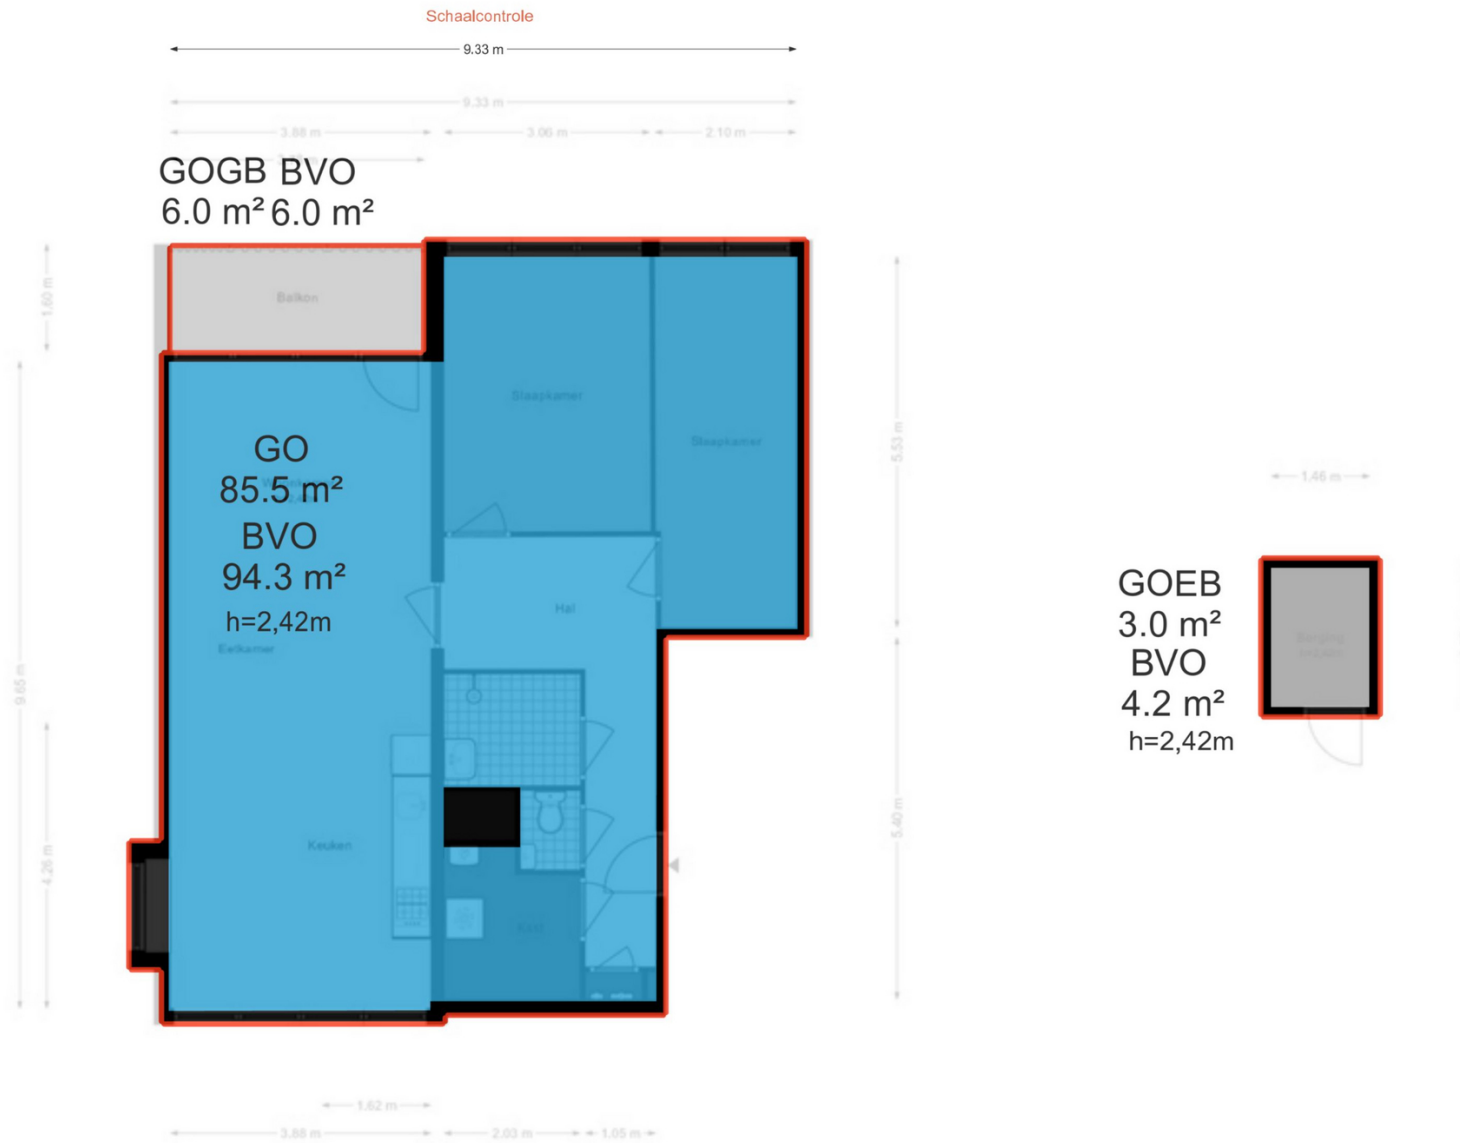 Schaalcontrole
9.33 m
9.33 m
3.88 m
3.06 m
2.10 m
GOGB BVO
6.0 m² 6.0 m²
1.60 m
Balkon
Slaapkamer
Slaapkamer
5.53 m
GO
85.5 m²
BVO
94.3 m²
h=2,42m
Hal
Eetkamer
9.65 m
1.46 m
GOEB
3.0 m²
BVO
4.2 m²
h=2,42m
Berging
Keuken
4.26 m
5.40 m
1.62 m
3.88 m
2.03 m
1.05 m